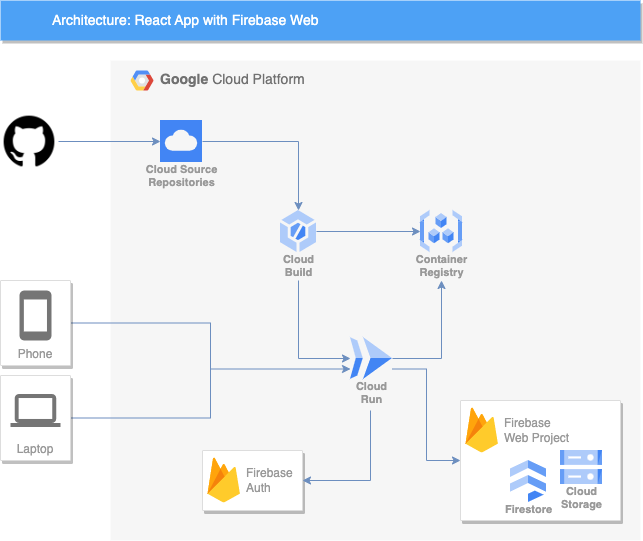 Architecture: React App with Firebase Web
Google Cloud Platform
Cloud Source
Repositories
Cloud
Build
Container
Registry
Phone
Cloud
Run
Laptop
Firebase
Web Project
Firebase
Auth
Firestore
Cloud
Storage